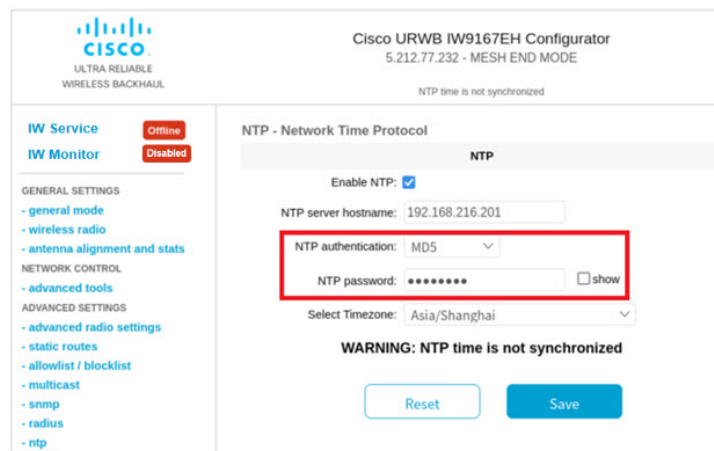 CISCO
ULTRA RELIABLE
WIRELESS BACKHAUL
Cisco URWB IW9167EH Configurator
5.212.77.232 - MESH END MODE
NTP time is not synchronized
IW Service Offline
IW Monitor Disabled
GENERAL SETTINGS
- general mode
- wireless radio
- antenna alignment and stats
NETWORK CONTROL
- advanced tools
ADVANCED SETTINGS
- advanced radio settings
- static routes
- allowlist / blocklist
- multicast
- snmp
- radius
- ntp
NTP - Network Time Protocol
NTP
Enable NTP:
NTP server hostname: 192.168.216.201
NTP authentication: MD5
NTP password: •••••••• show
Select Timezone: Asia/Shanghai
WARNING: NTP time is not synchronized
Reset Save